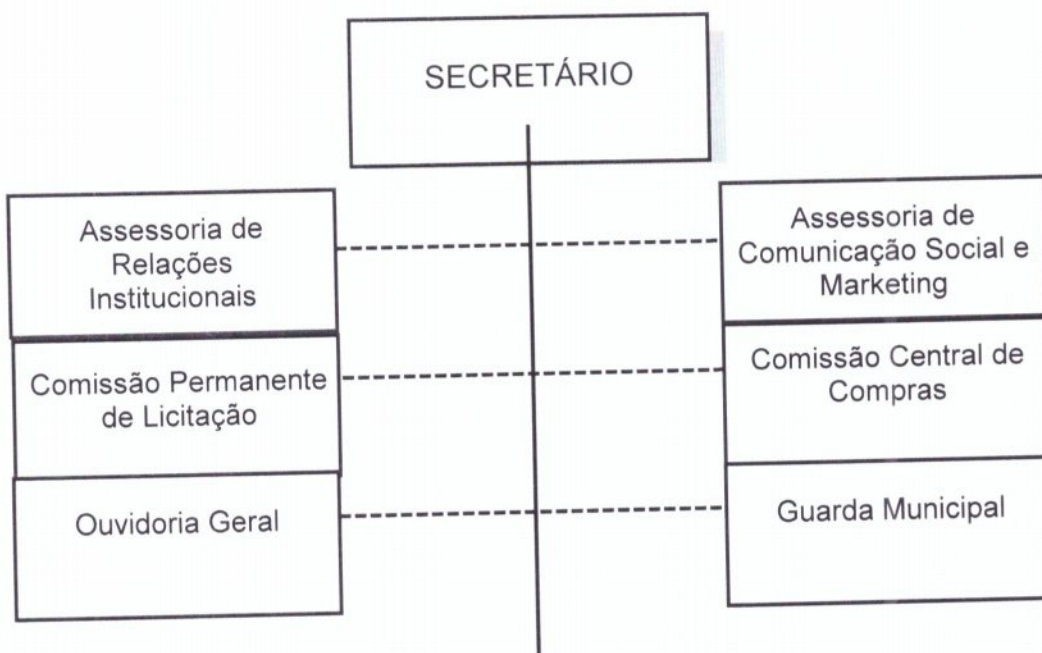 SECRETÁRIO
Assessoria de
Relações
Institucionais
Assessoria de
Comunicação Social e
Marketing
Comissão Permanente
de Licitação
Comissão Central de
Compras
Ouvidoria Geral
Guarda Municipal